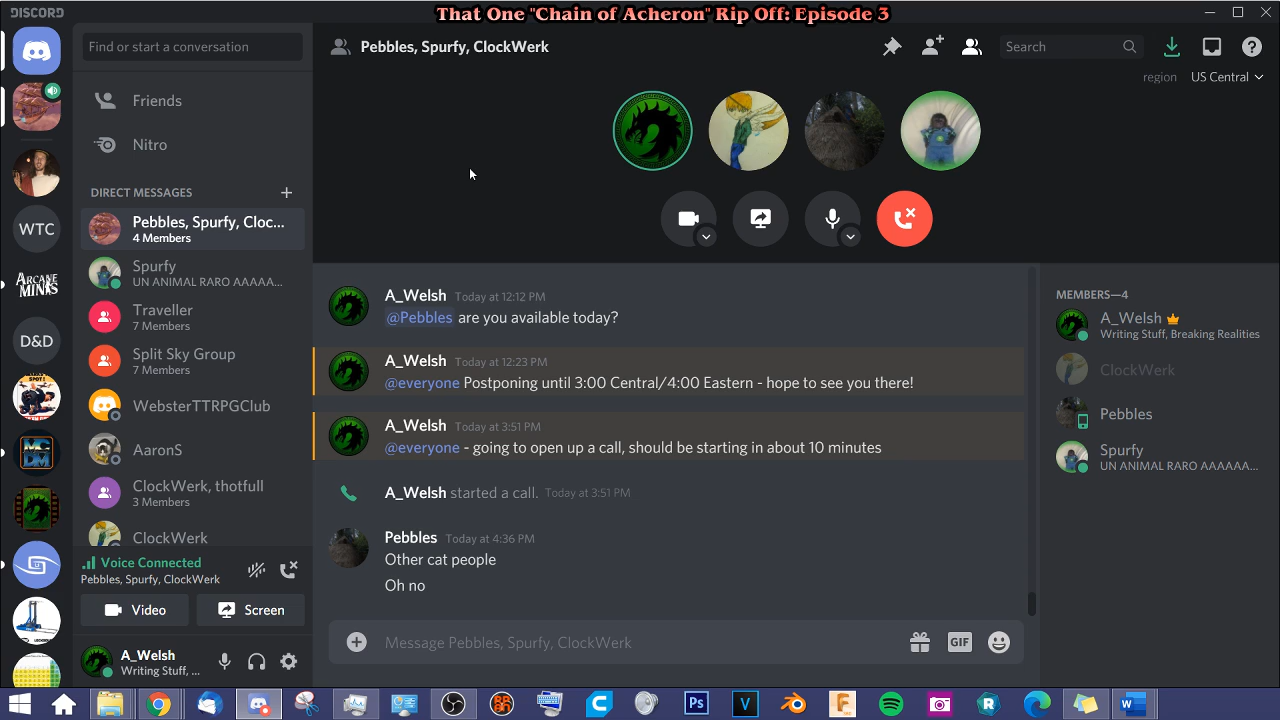 DISCORD
That One "Chain of Acheron" Rip Off: Episode 3
Find or start a conversation
Friends
Nitro
DIRECT MESSAGES
Pebbles, Spurfy, Cloc...
4 Members
Spurfy
UN ANIMAL RARO AAAAA...
Traveller
7 Members
Split Sky Group
7 Members
WebsterTTRPGClub
AaronS
ClockWerk, thotfull
3 Members
ClockWerk
Voice Connected
Pebbles, Spurfy, ClockWerk
Video
Screen
A_Welsh
Writing Stuff, ...
WTC
ARCANE
MINIS
D&D
MC
DM
Pebbles, Spurfy, ClockWerk
Search
region US Central
A_Welsh Today at 12:12 PM
@Pebbles are you available today?
A_Welsh Today at 12:23 PM
@everyone Postponing until 3:00 Central/4:00 Eastern - hope to see you there!
A_Welsh Today at 3:51 PM
@everyone - going to open up a call, should be starting in about 10 minutes
A_Welsh started a call. Today at 3:51 PM
Pebbles Today at 4:36 PM
Other cat people
Oh no
Message Pebbles, Spurfy, ClockWerk
GIF
MEMBERS—4
A_Welsh
Writing Stuff, Breaking Realities
ClockWerk
Pebbles
Spurfy
UN ANIMAL RARO AAAAAA...
Ps
V
W